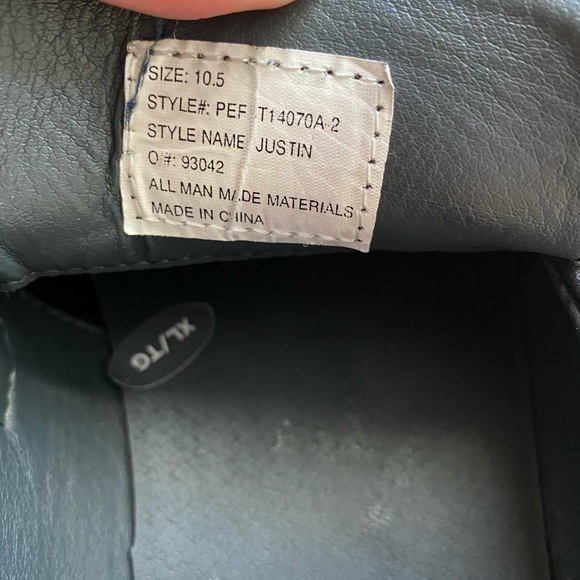 SIZE: 10.5
STYLE#: PEF ST14070A-2
STYLE NAME: JUSTIN
O #: 93042
ALL MAN MADE MATERIALS
MADE IN CHINA
XL/TG